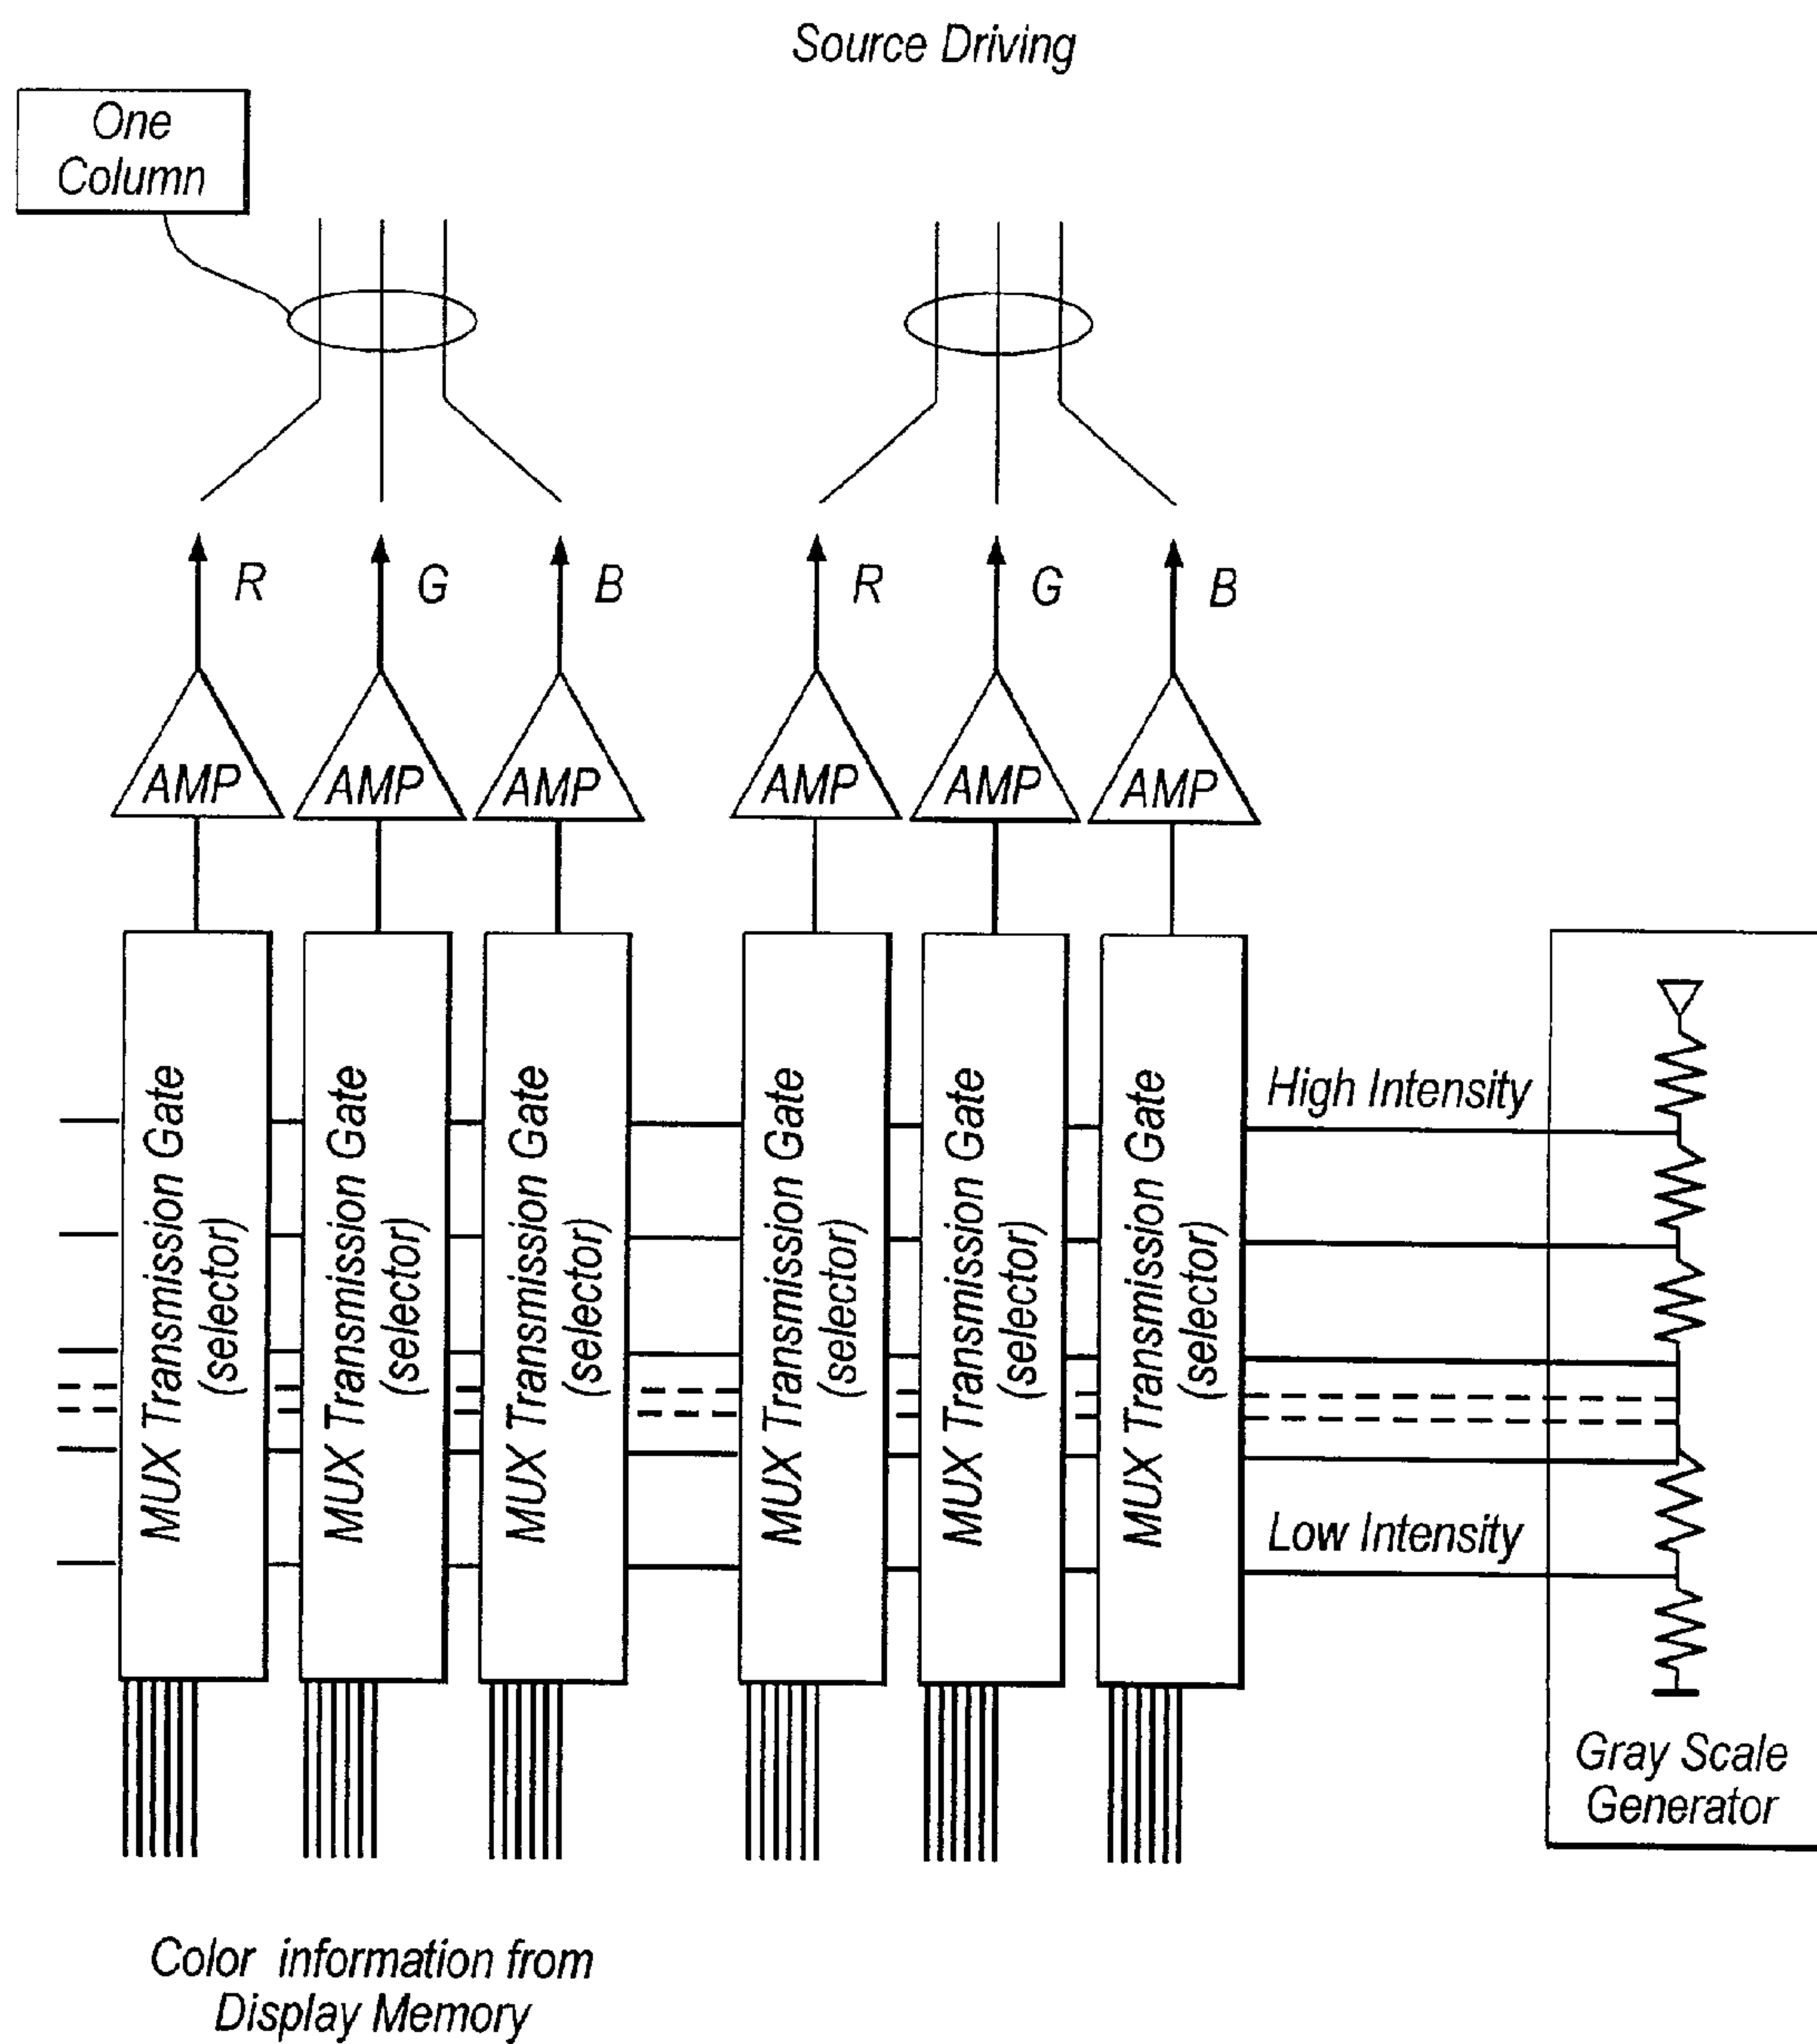 Source Driving
One
Column
R
G
B
R
G
B
AMP
AMP
AMP
AMP
AMP
AMP
MUX Transmission Gate
(selector)
MUX Transmission Gate
(selector)
MUX Transmission Gate
(selector)
MUX Transmission Gate
(selector)
MUX Transmission Gate
(selector)
MUX Transmission Gate
(selector)
High Intensity
Low Intensity
Gray Scale
Generator
Color information from
Display Memory